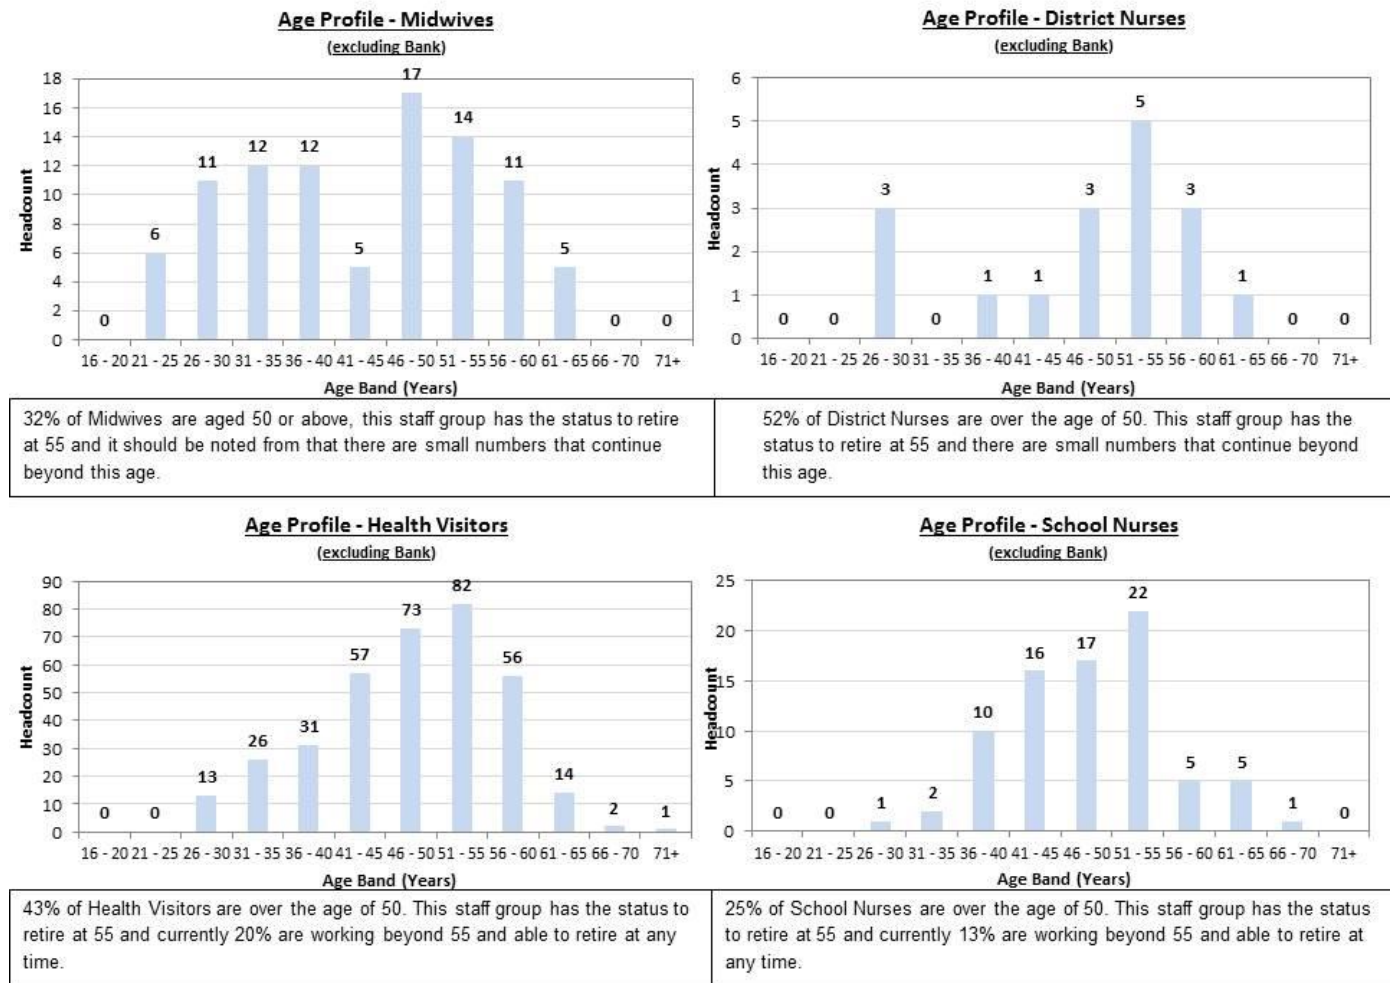 Age Profile - Midwives
(excluding Bank)
18
16
14
12
10
8
6
4
2
0
Headcount
0
6
11
12
12
5
17
14
11
5
0
0
16 - 20 21 - 25 26 - 30 31 - 35 36 - 40 41 - 45 46 - 50 51 - 55 56 - 60 61 - 65 66 - 70 71+
Age Band (Years)
32% of Midwives are aged 50 or above, this staff group has the status to retire
at 55 and it should be noted from that there are small numbers that continue
beyond this age.
Age Profile - District Nurses
(excluding Bank)
6
5
4
3
2
1
0
Headcount
0
0
3
0
1
1
3
5
3
1
0
0
16 - 20 21 - 25 26 - 30 31 - 35 36 - 40 41 - 45 46 - 50 51 - 55 56 - 60 61 - 65 66 - 70 71+
Age Band (Years)
52% of District Nurses are over the age of 50. This staff group has the
status to retire at 55 and there are small numbers that continue beyond
this age.
Age Profile - Health Visitors
(excluding Bank)
90
80
70
60
50
40
30
20
10
0
Headcount
0
0
13
26
31
57
73
82
56
14
2
1
16 - 20 21 - 25 26 - 30 31 - 35 36 - 40 41 - 45 46 - 50 51 - 55 56 - 60 61 - 65 66 - 70 71+
Age Band (Years)
43% of Health Visitors are over the age of 50. This staff group has the status to
retire at 55 and currently 20% are working beyond 55 and able to retire at any
time.
Age Profile - School Nurses
(excluding Bank)
25
20
15
10
5
0
Headcount
0
0
1
2
10
16
17
22
5
5
1
0
16 - 20 21 - 25 26 - 30 31 - 35 36 - 40 41 - 45 46 - 50 51 - 55 56 - 60 61 - 65 66 - 70 71+
Age Band (Years)
25% of School Nurses are over the age of 50. This staff group has the status
to retire at 55 and currently 13% are working beyond 55 and able to retire at
any time.